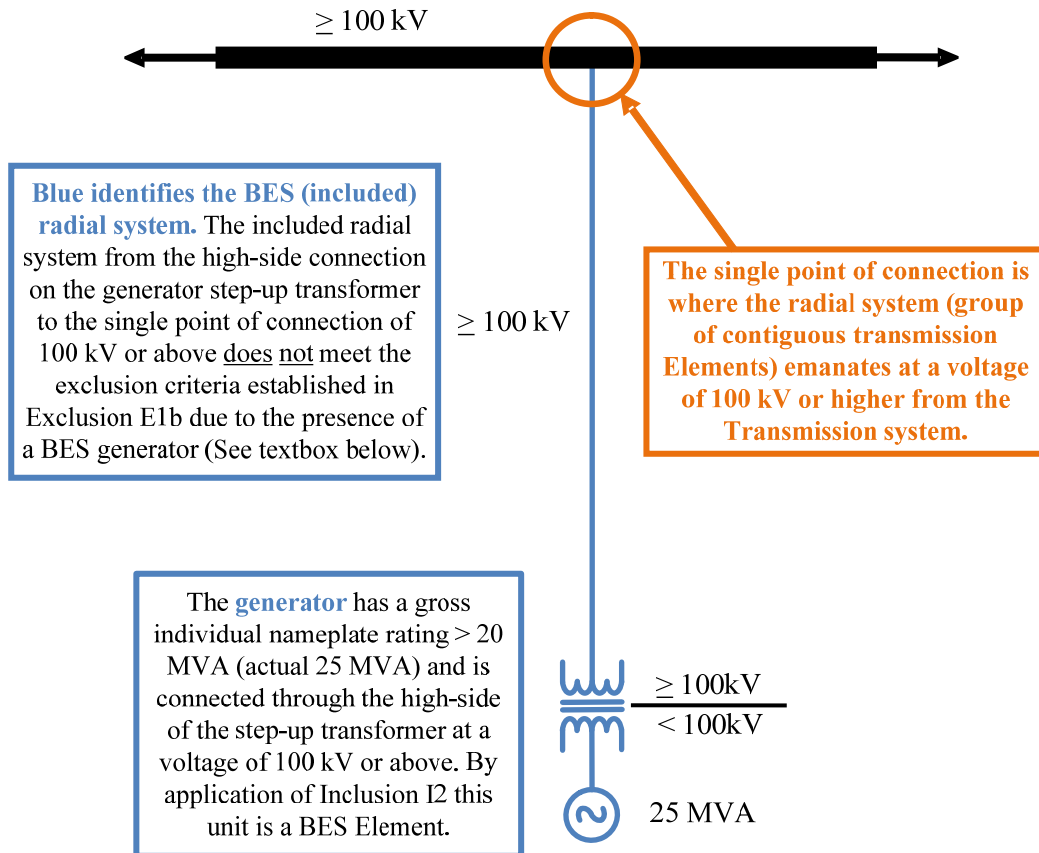 ≥ 100 kV
Blue identifies the BES (included)
radial system. The included radial
system from the high-side connection
on the generator step-up transformer
to the single point of connection of
100 kV or above does not meet the
exclusion criteria established in
Exclusion E1b due to the presence of
a BES generator (See textbox below).
≥ 100 kV
The single point of connection is
where the radial system (group
of contiguous transmission
Elements) emanates at a voltage
of 100 kV or higher from the
Transmission system.
The generator has a gross
individual nameplate rating > 20
MVA (actual 25 MVA) and is
connected through the high-side
of the step-up transformer at a
voltage of 100 kV or above. By
application of Inclusion I2 this
unit is a BES Element.
≥ 100kV
< 100kV
25 MVA